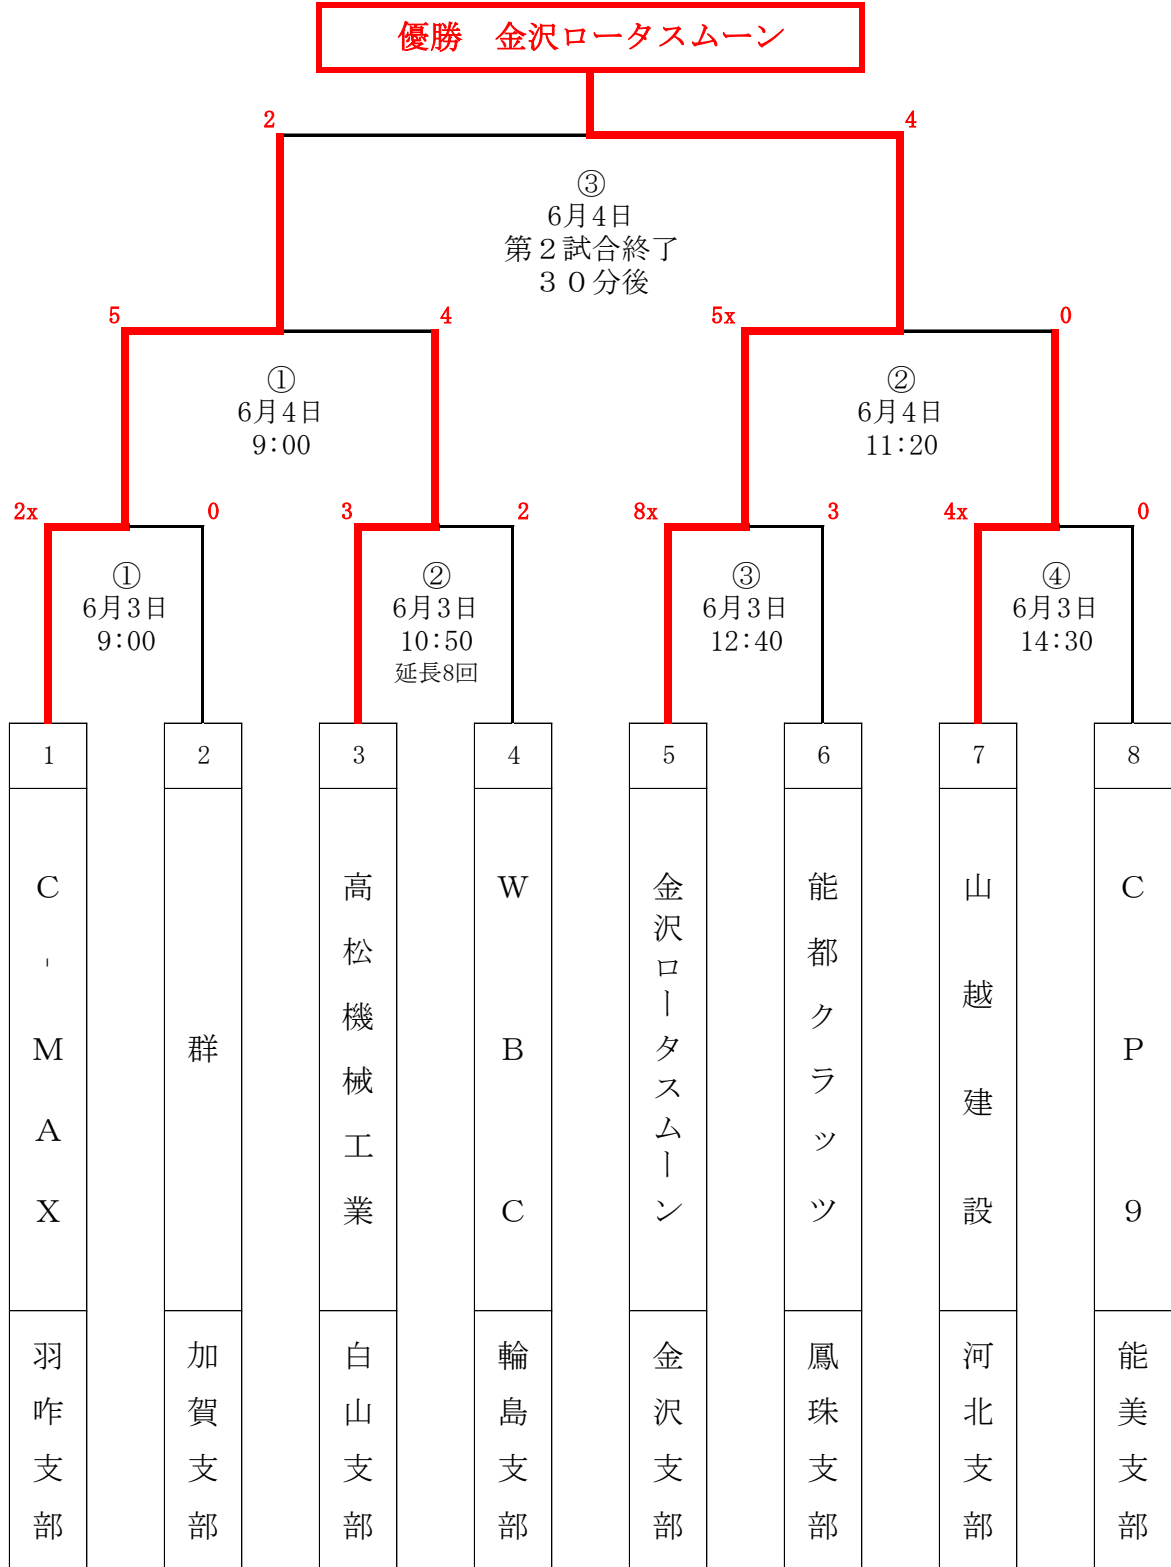 優勝　金沢ロータスムーン
2
4
③
6月4日
第２試合終了
３０分後
5
4
5x
0
①
6月4日
9:00
②
6月4日
11:20
2x
0
3
2
8x
3
4x
0
①
6月3日
9:00
②
6月3日
10:50
延長8回
③
6月3日
12:40
④
6月3日
14:30
1
2
3
4
5
6
7
8
C-MAX
群
高松機械工業
WBC
金沢ロータスムーン
能都クラッツ
山越建設
CP9
羽咋支部
加賀支部
白山支部
輪島支部
金沢支部
鳳珠支部
河北支部
能美支部